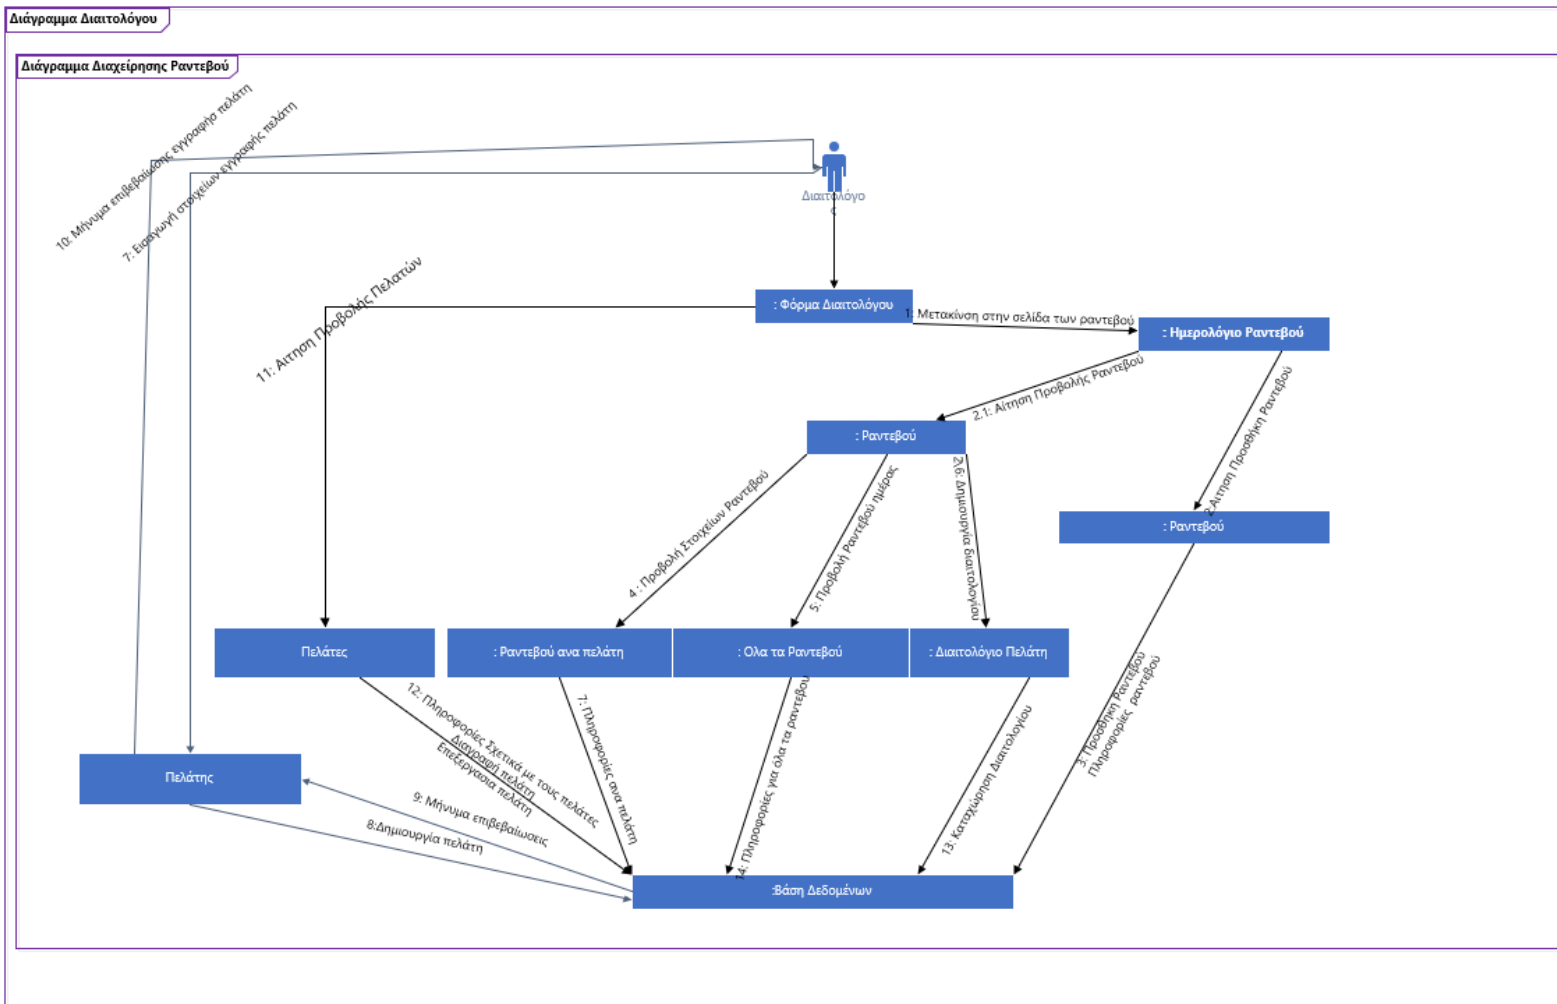 Διάγραμμα Διαιτολόγου
Διάγραμμα Διαχείρησης Ραντεβού
10: Μήνυμα επιβεβαίωσης εγγραφήσ πελάτη
7: Εισαγωγή στοιχείων εγγραφής πελάτη
Διαιτολόγο
ς
11: Αιτηση Προβολής Πελατών
: Φόρμα Διαιτολόγου
1: Μετακίνση στην σελίδα των ραντεβού
: Ημερολόγιο Ραντεβού
2.1: Αίτηση Προβολής Ραντεβού
2:Αιτηση Προσθήκη Ραντεβού
: Ραντεβού
4 : Προβολή Στοιχείων Ραντεβού
5: Προβολή Ραντεβού ημέρας
2\6: Δημιουργία διαιτολογίου
: Ραντεβού
Πελάτες
: Ραντεβού ανα πελάτη
: Ολα τα Ραντεβού
: Διαιτολόγιο Πελάτη
12: Πληροφορίες Σχετικά με τους πελάτες
Διαγραφή πελάτη
Επεξεργασια πελάτη
7: Πληροφορίες ανα πελάτη
14: Πληροφορίες για όλα τα ραντεβου
13: Καταχώρηση Διαιτολογίου
3: Προσθήκη Ραντεβού
Πληροφορίες ραντεβού
Πελάτης
9: Μήνυμα επιβεβαίωσεις
8:Δημιουργία πελάτη
:Βάση Δεδομένων